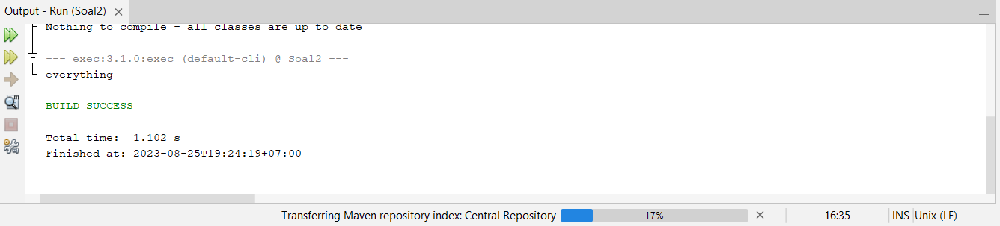 Output - Run (Soal2)
Nothing to compile - all classes are up to date
--- exec:3.1.0:exec (default-cli) @ Soal2 ---
everything
------------------------------------------------------------------------
BUILD SUCCESS
------------------------------------------------------------------------
Total time:  1.102 s
Finished at: 2023-08-25T19:24:19+07:00
------------------------------------------------------------------------
Transferring Maven repository index: Central Repository 17% 16:35 INS Unix (LF)